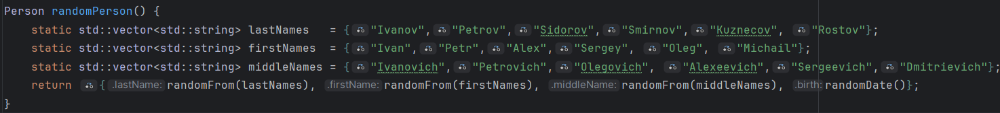 Person randomPerson() {
    static std::vector<std::string> lastNames   = {"Ivanov","Petrov","Sidorov","Smirnov","Kuznecov", "Rostov"};
    static std::vector<std::string> firstNames  = {"Ivan","Petr","Alex","Sergey", "Oleg", "Michail"};
    static std::vector<std::string> middleNames = {"Ivanovich","Petrovich","Olegovich", "Alexeevich","Sergeevich","Dmitrievich"};
    return {.lastName: randomFrom(lastNames), .firstName: randomFrom(firstNames), .middleName: randomFrom(middleNames), .birth: randomDate()};
}